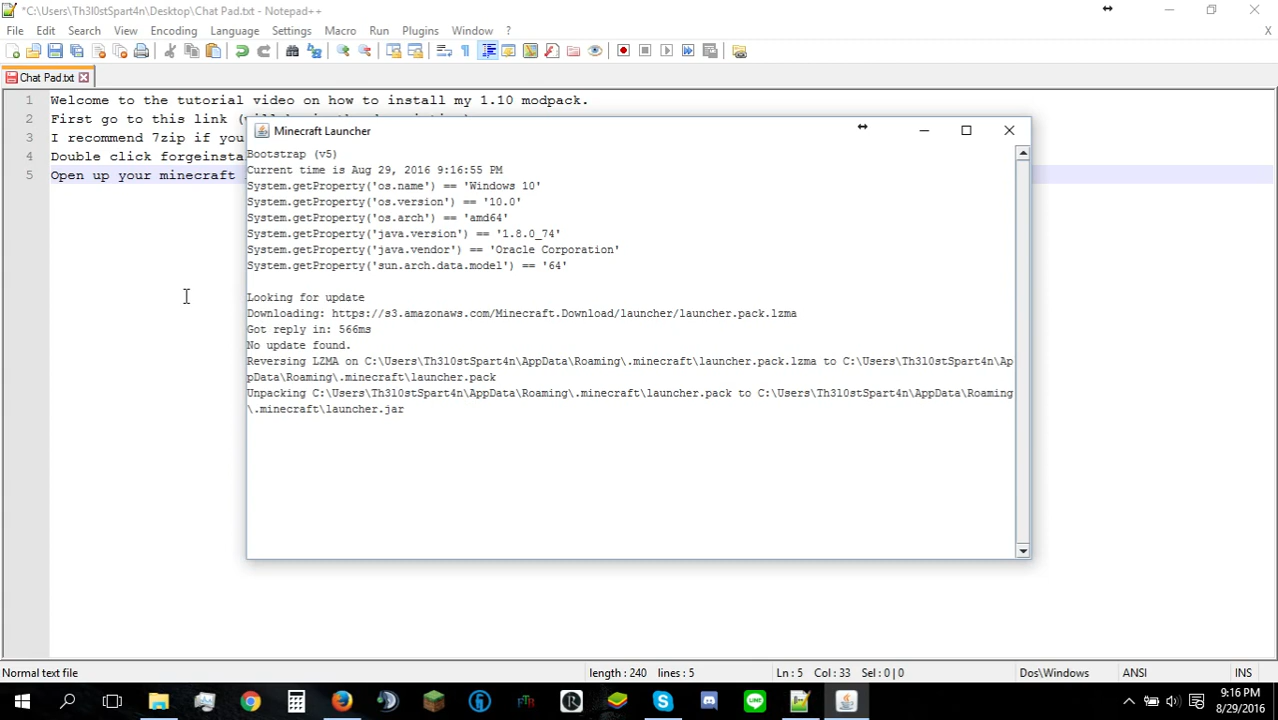 *C:\Users\Th3l0stSpart4n\Desktop\Chat Pad.txt - Notepad++
File Edit Search View Encoding Language Settings Macro Run Plugins Window ?
X
Chat Pad.txt
1 Welcome to the tutorial video on how to install my 1.10 modpack.
2 First go to this link
3 I recommend 7zip if you
4 Double click
5 Open up your minecraft
Minecraft Launcher
Bootstrap (v5)
Current time is Aug 29, 2016 9:16:55 PM
System.getProperty('os.name') == 'Windows 10'
System.getProperty('os.version') == '10.0'
System.getProperty('os.arch') == 'amd64'
System.getProperty('java.version') == '1.8.0_74'
System.getProperty('java.vendor') == 'Oracle Corporation'
System.getProperty('sun.arch.data.model') == '64'
Looking for update
Downloading: https://s3.amazonaws.com/Minecraft.Download/launcher/launcher.pack.lzma
Got reply in: 566ms
No update found.
Reversing LZMA on C:\Users\Th3l0stSpart4n\AppData\Roaming\.minecraft\launcher.pack.lzma to C:\Users\Th3l0stSpart4n\Ap
pData\Roaming\.minecraft\launcher.pack
Unpacking C:\Users\Th3l0stSpart4n\AppData\Roaming\.minecraft\launcher.pack to C:\Users\Th3l0stSpart4n\AppData\Roaming
\.minecraft\launcher.jar
Normal text file length : 240 lines : 5 Ln : 5 Col : 33 Sel : 0 | 0 Dos\Windows ANSI INS
9:16 PM
8/29/2016